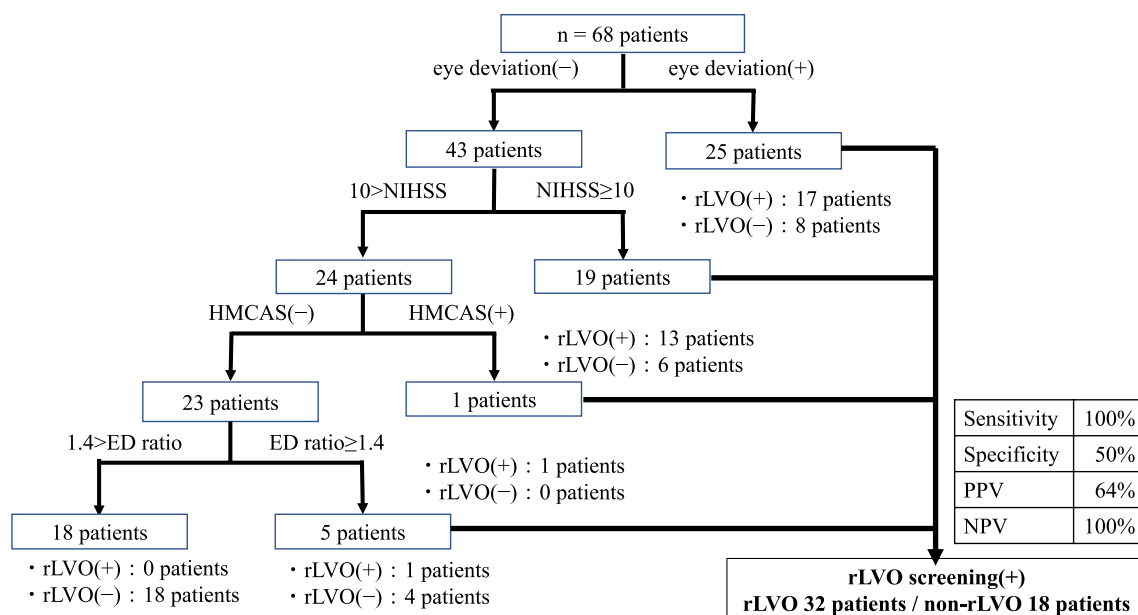 n = 68 patients
eye deviation(−)
eye deviation(+)
43 patients
25 patients
10>NIHSS
NIHSS≥10
・rLVO(+)：17 patients
・rLVO(−)：8 patients
24 patients
19 patients
HMCAS(−)
HMCAS(+)
・rLVO(+)：13 patients
・rLVO(−)：6 patients
23 patients
1 patients
1.4>ED ratio
ED ratio≥1.4
・rLVO(+)：1 patients
・rLVO(−)：0 patients
Sensitivity 100%
Specificity 50%
PPV 64%
NPV 100%
18 patients
5 patients
・rLVO(+)：0 patients
・rLVO(−)：18 patients
・rLVO(+)：1 patients
・rLVO(−)：4 patients
rLVO screening(+)
rLVO 32 patients / non-rLVO 18 patients